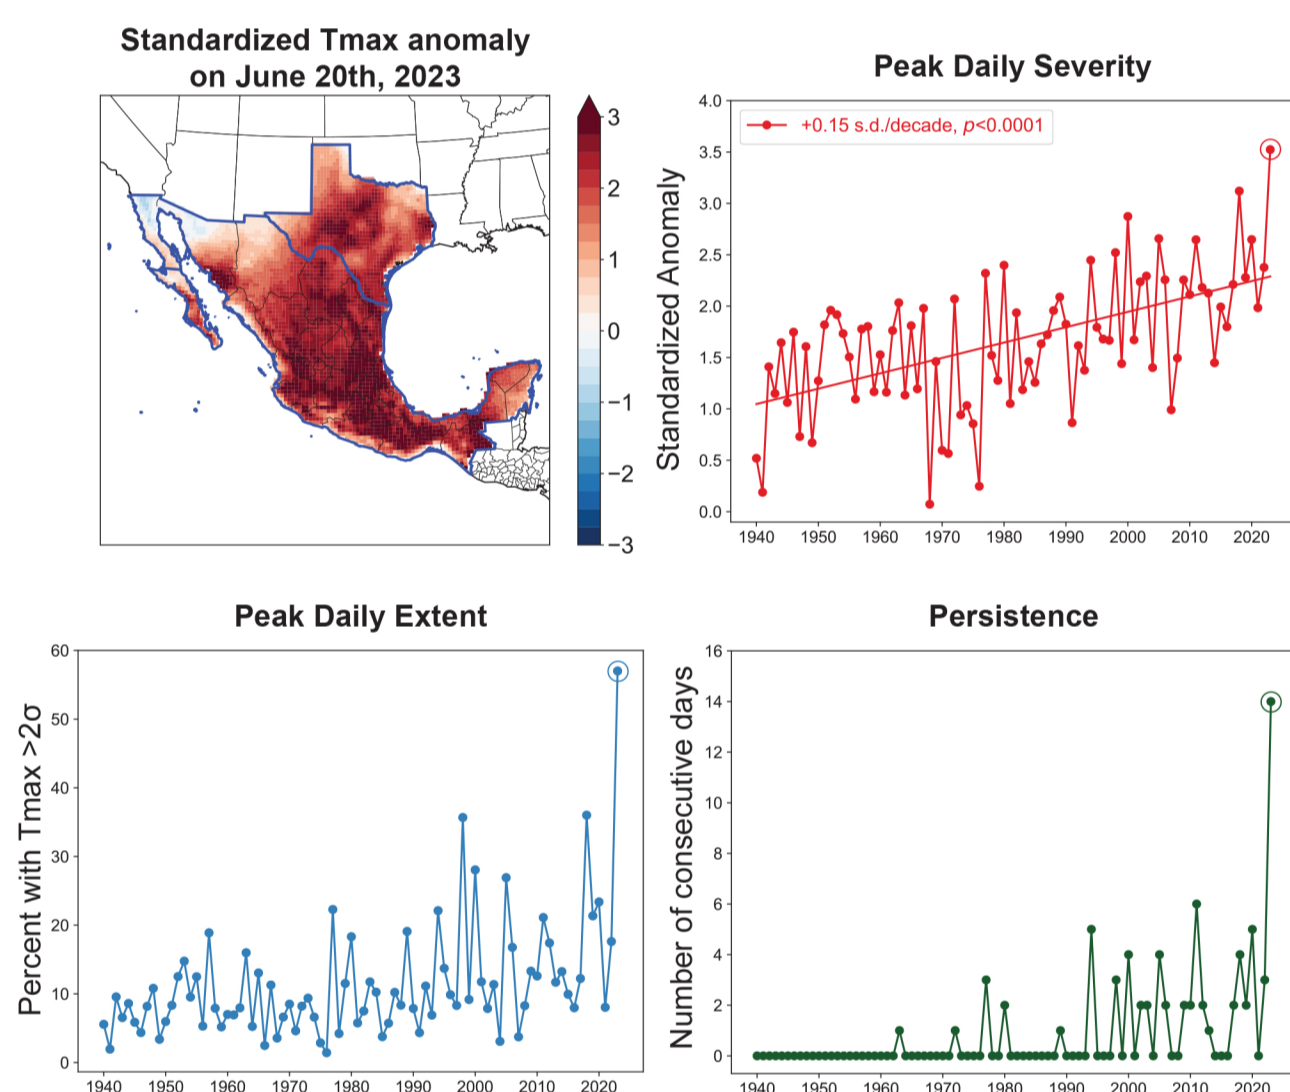 Standardized Tmax anomaly
on June 20th, 2023
3
2
1
0
−1
−2
−3
Peak Daily Severity
Standardized Anomaly
+0.15 s.d./decade, p<0.0001
4.0
3.5
3.0
2.5
2.0
1.5
1.0
0.5
0.0
1940 1950 1960 1970 1980 1990 2000 2010 2020
Peak Daily Extent
Percent with Tmax >2σ
60
50
40
30
20
10
0
1940 1950 1960 1970 1980 1990 2000 2010 2020
Persistence
Number of consecutive days
16
14
12
10
8
6
4
2
0
1940 1950 1960 1970 1980 1990 2000 2010 2020